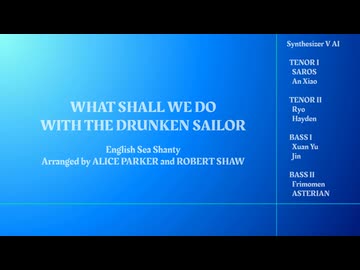 WHAT SHALL WE DO
WITH THE DRUNKEN SAILOR
English Sea Shanty
Arranged by ALICE PARKER and ROBERT SHAW
Synthesizer V AI
TENOR I
SAROS
An Xiao
TENOR II
Ryo
Hayden
BASS I
Xuan Yu
Jin
BASS II
Frimomen
ASTERIAN